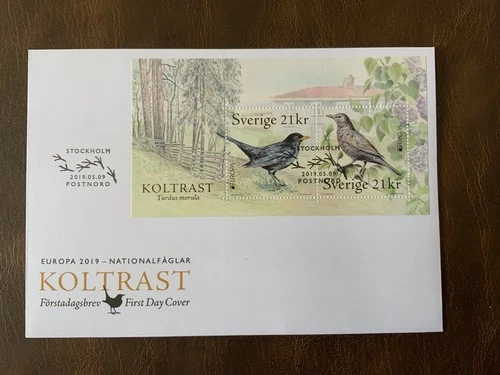 STOCKHOLM
2019.05.09
POSTNORD
Sverige 21kr
KOLTRAST
Turdus merula
STOCKHOLM
2019.05.09
POSTNORD
Sverige 21kr
EUROPA 2019 – NATIONALFÅGLAR
KOLTRAST
Förstadagsbrev First Day Cover